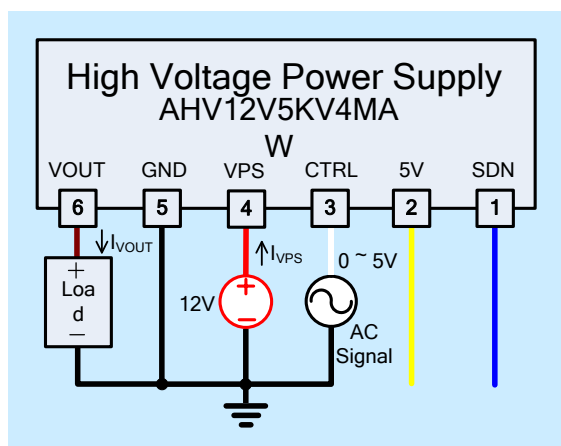 High Voltage Power Supply
AHV12V5KV4MA
W
VOUT GND VPS CTRL 5V SDN
6 5 4 3 2 1
↓IVOUT ↑IVPS 0 ~ 5V
+ +
Loa
d
12V
AC
Signal
− −